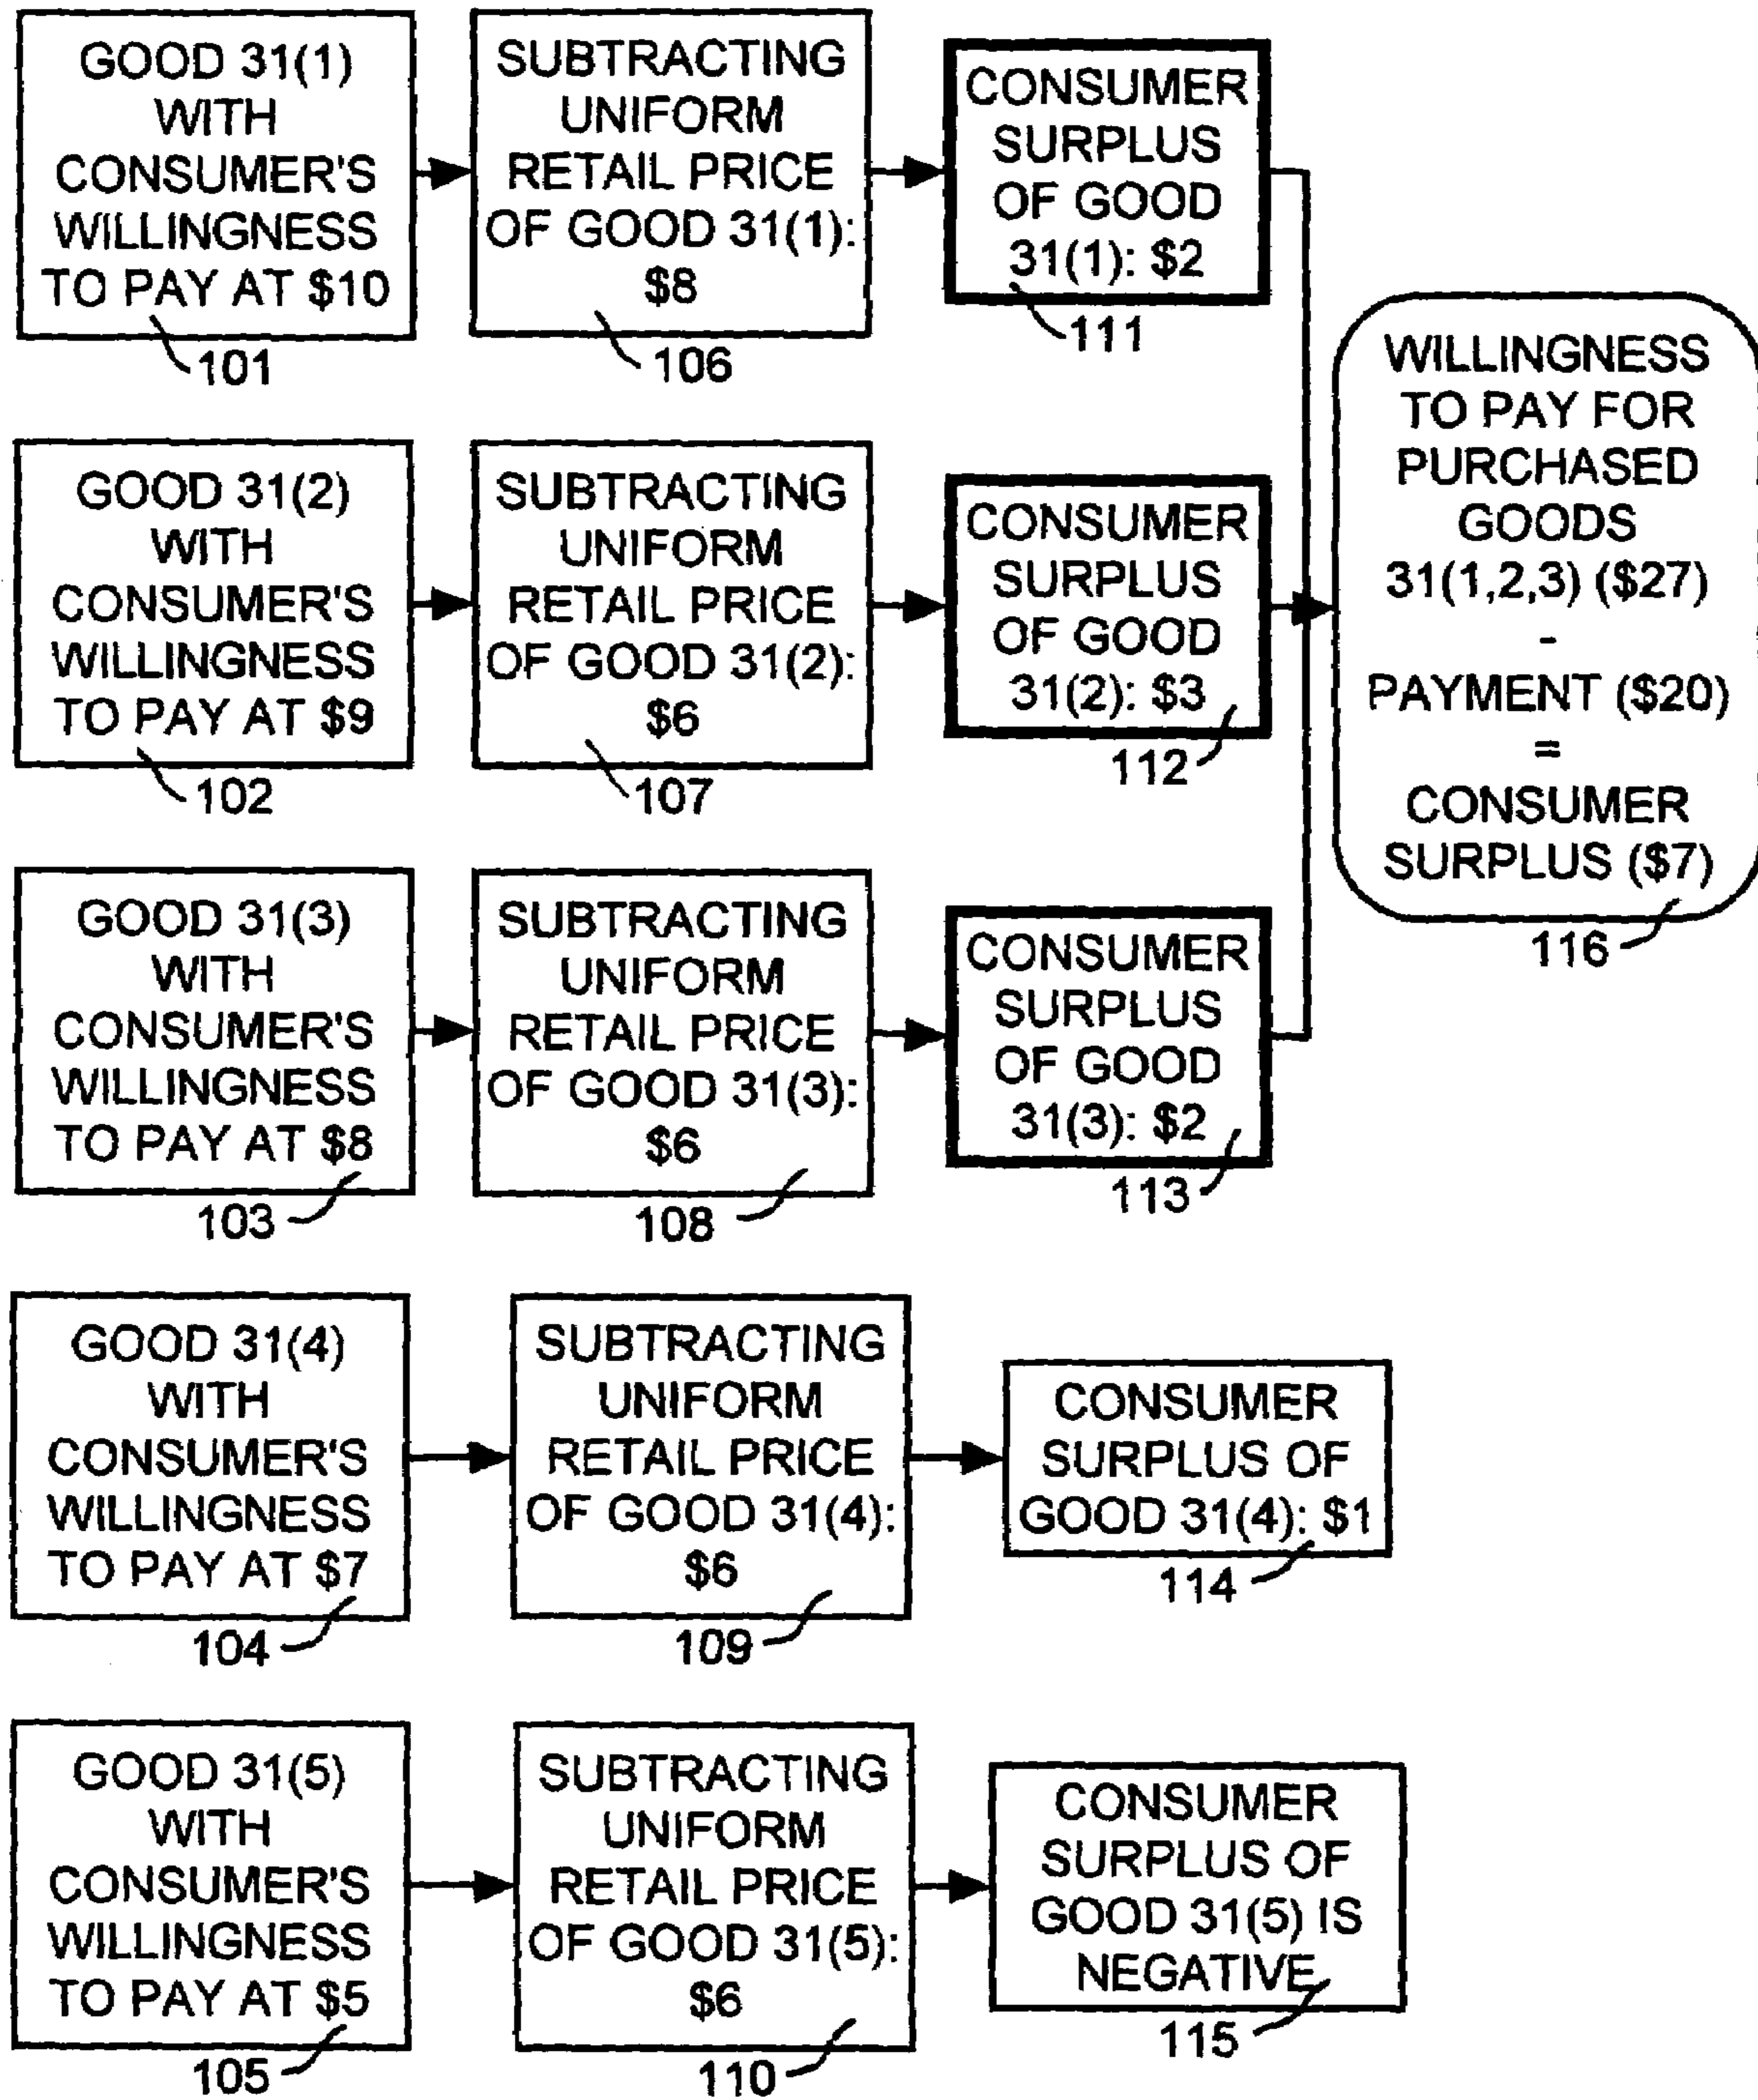 GOOD 31(1)
WITH
CONSUMER'S
WILLINGNESS
TO PAY AT $10
101
SUBTRACTING
UNIFORM
RETAIL PRICE
OF GOOD 31(1):
$8
106
CONSUMER
SURPLUS
OF GOOD
31(1): $2
111
GOOD 31(2)
WITH
CONSUMER'S
WILLINGNESS
TO PAY AT $9
102
SUBTRACTING
UNIFORM
RETAIL PRICE
OF GOOD 31(2):
$6
107
CONSUMER
SURPLUS
OF GOOD
31(2): $3
112
GOOD 31(3)
WITH
CONSUMER'S
WILLINGNESS
TO PAY AT $8
103
SUBTRACTING
UNIFORM
RETAIL PRICE
OF GOOD 31(3):
$6
108
CONSUMER
SURPLUS
OF GOOD
31(3): $2
113
WILLINGNESS
TO PAY FOR
PURCHASED
GOODS
31(1,2,3) ($27)
-
PAYMENT ($20)
=
CONSUMER
SURPLUS ($7)
116
GOOD 31(4)
WITH
CONSUMER'S
WILLINGNESS
TO PAY AT $7
104
SUBTRACTING
UNIFORM
RETAIL PRICE
OF GOOD 31(4):
$6
109
CONSUMER
SURPLUS OF
GOOD 31(4): $1
114
GOOD 31(5)
WITH
CONSUMER'S
WILLINGNESS
TO PAY AT $5
105
SUBTRACTING
UNIFORM
RETAIL PRICE
OF GOOD 31(5):
$6
110
CONSUMER
SURPLUS OF
GOOD 31(5) IS
NEGATIVE
115